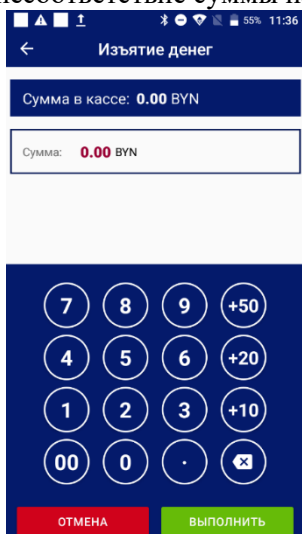 несоответствие суммы н
55% 11:36
Изъятие денег
Сумма в кассе: 0.00 BYN
Сумма: 0.00 BYN
7 8 9 +50
4 5 6 +20
1 2 3 +10
00 0 ·
ОТМЕНА ВЫПОЛНИТЬ